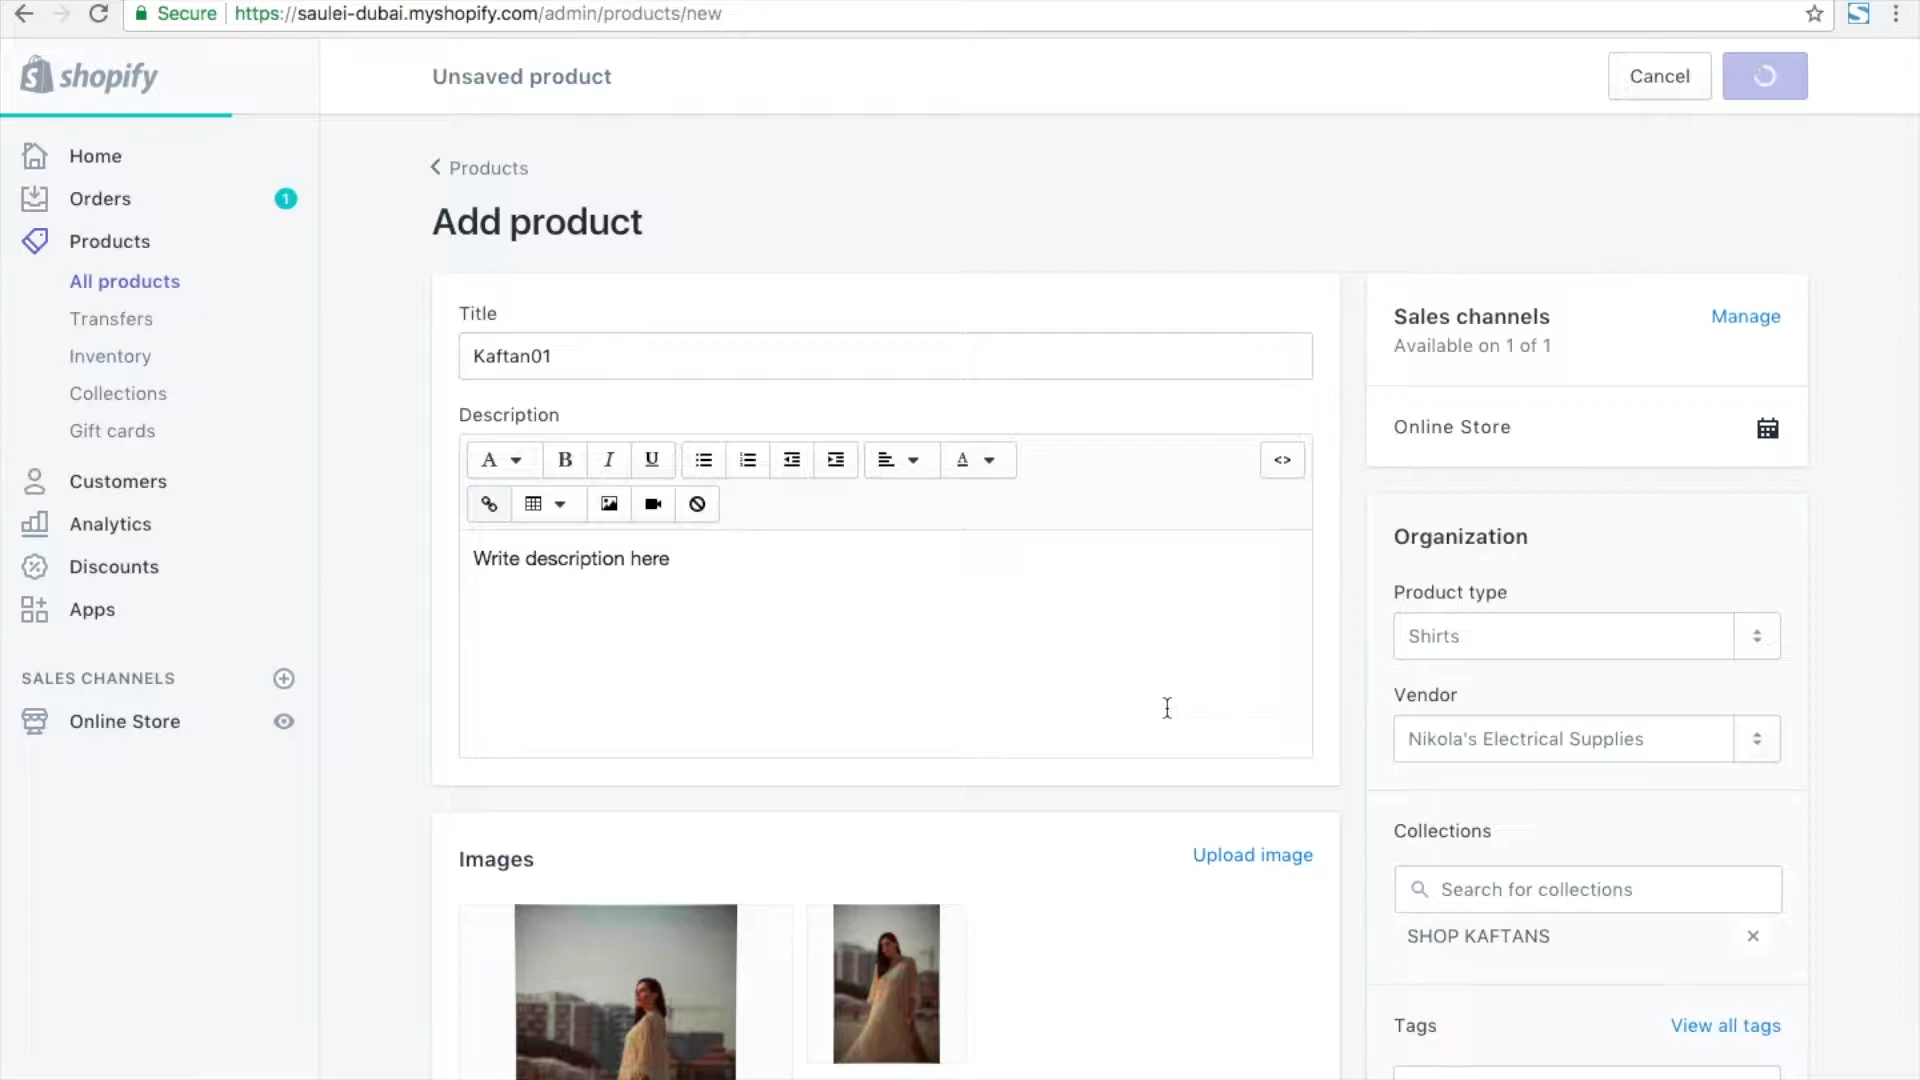 Secure | https://saulei-dubai.myshopify.com/admin/products/new
shopify
Unsaved product
Cancel
Home
Orders
1
Products
All products
Transfers
Inventory
Collections
Gift cards
Customers
Analytics
Discounts
Apps
SALES CHANNELS
Online Store
Products
Add product
Title
Kaftan01
Description
A
B
I
U
A
<>
Write description here
Images
Upload image
Sales channels
Manage
Available on 1 of 1
Online Store
Organization
Product type
Shirts
Vendor
Nikola's Electrical Supplies
Collections
Search for collections
SHOP KAFTANS
Tags
View all tags